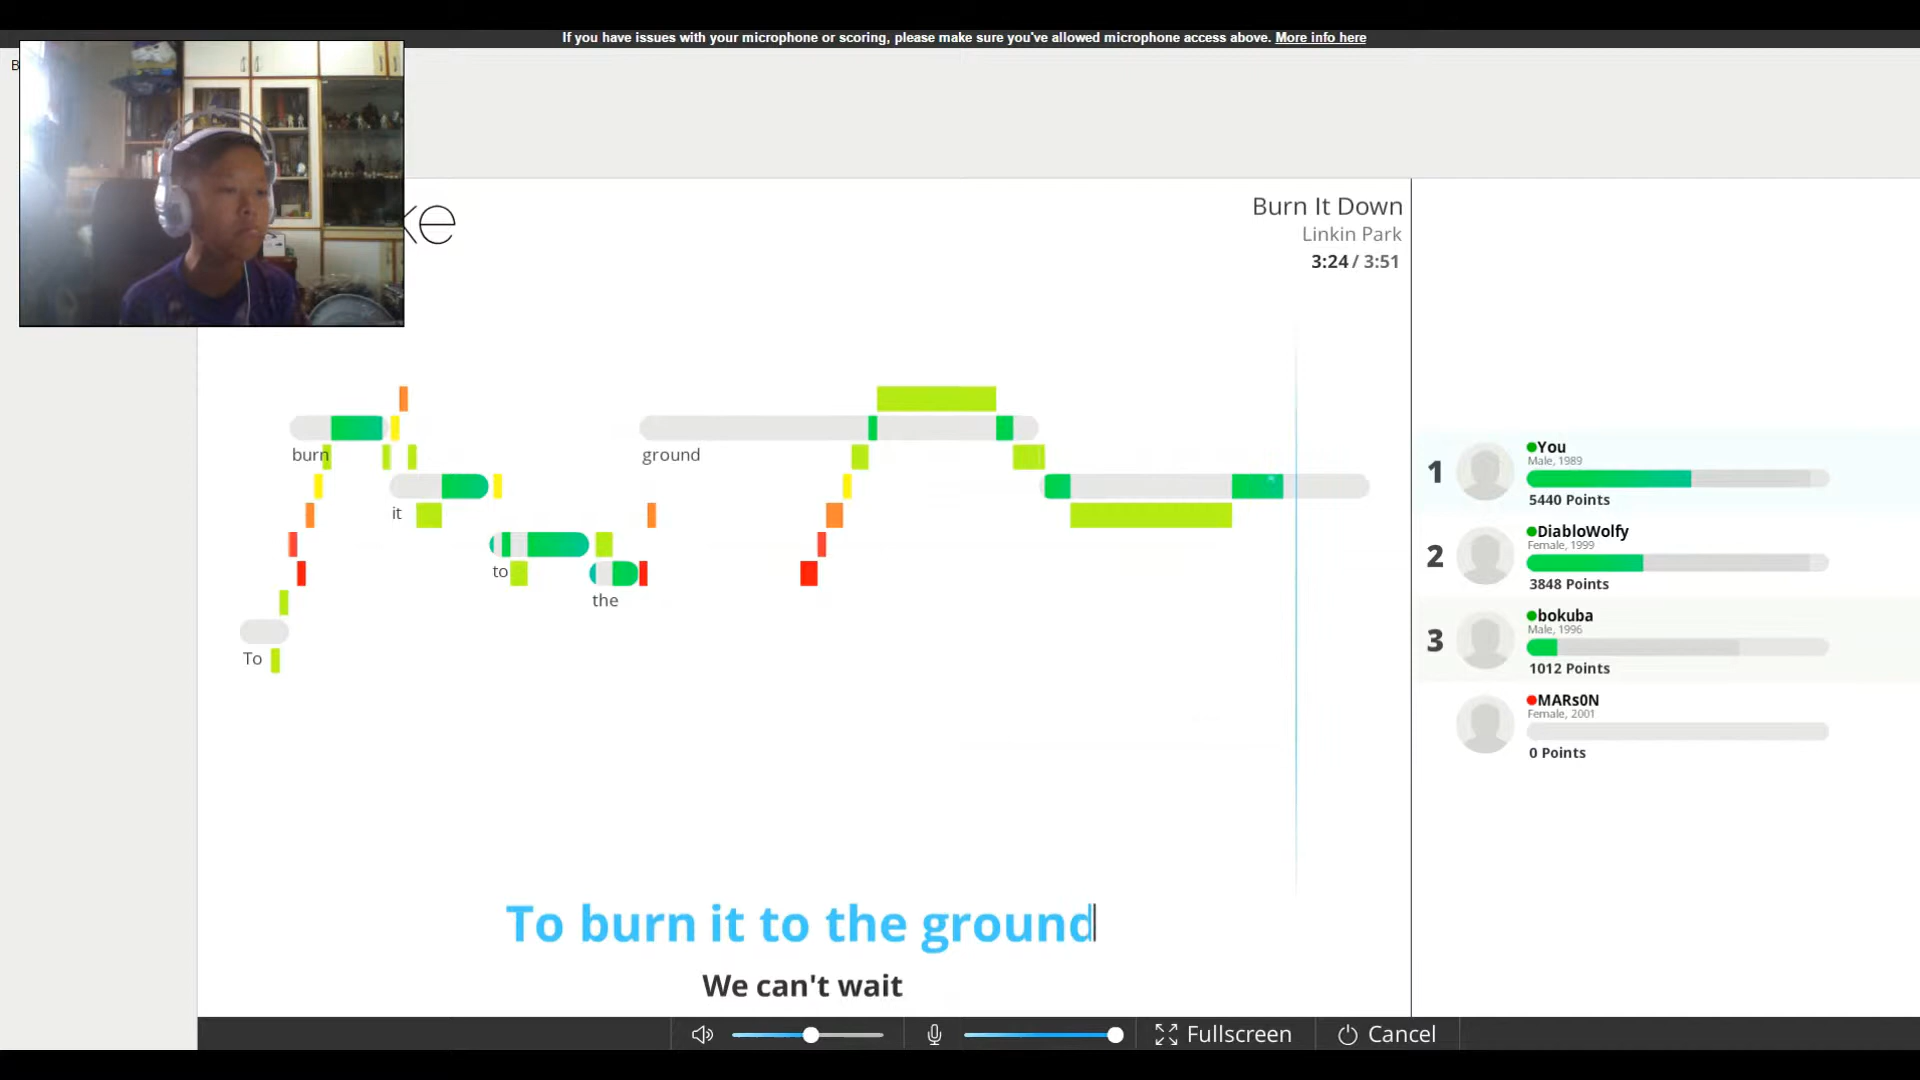 If you have issues with your microphone or scoring, please make sure you've allowed microphone access above. More info here
B
ke
Burn It Down
Linkin Park
3:24 / 3:51
burn
ground
it
to
the
To
1
You
Male, 1989
5440 Points
2
DiabloWolfy
Female, 1999
3848 Points
3
bokuba
Male, 1996
1012 Points
MARs0N
Female, 2001
0 Points
To burn it to the ground
We can't wait
Fullscreen
Cancel